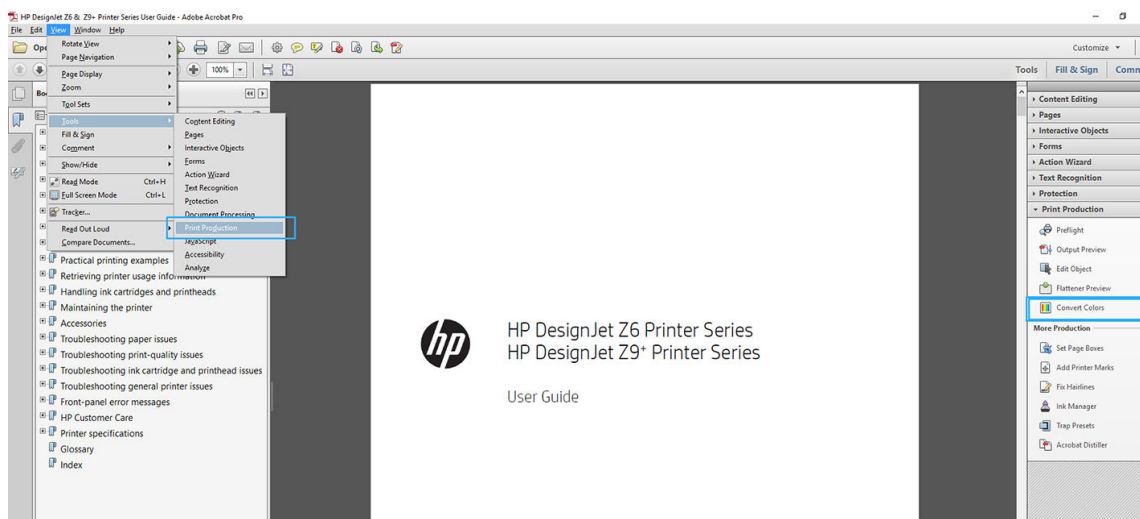 HP DesignJet Z6 & Z9+ Printer Series User Guide - Adobe Acrobat Pro
File Edit View Window Help
Ope
Customize
100%
Tools Fill & Sign Comm
Rotate View
Page Navigation
Page Display
Zoom
Tool Sets
Tools
Fill & Sign
Comment
Show/Hide
Read Mode Ctrl+H
Full Screen Mode Ctrl+L
Tracker...
Read Out Loud
Compare Documents...
Content Editing
Pages
Interactive Objects
Forms
Action Wizard
Text Recognition
Protection
Document Processing
Print Production
JavaScript
Accessibility
Analyze
Bo
Practical printing examples
Retrieving printer usage information
Handling ink cartridges and printheads
Maintaining the printer
Accessories
Troubleshooting paper issues
Troubleshooting print-quality issues
Troubleshooting ink cartridge and printhead issues
Troubleshooting general printer issues
Front-panel error messages
HP Customer Care
Printer specifications
Glossary
Index
hp
HP DesignJet Z6 Printer Series
HP DesignJet Z9+ Printer Series
User Guide
Content Editing
Pages
Interactive Objects
Forms
Action Wizard
Text Recognition
Protection
Print Production
Preflight
Output Preview
Edit Object
Flattener Preview
Convert Colors
More Production
Set Page Boxes
Add Printer Marks
Fix Hairlines
Ink Manager
Trap Presets
Acrobat Distiller